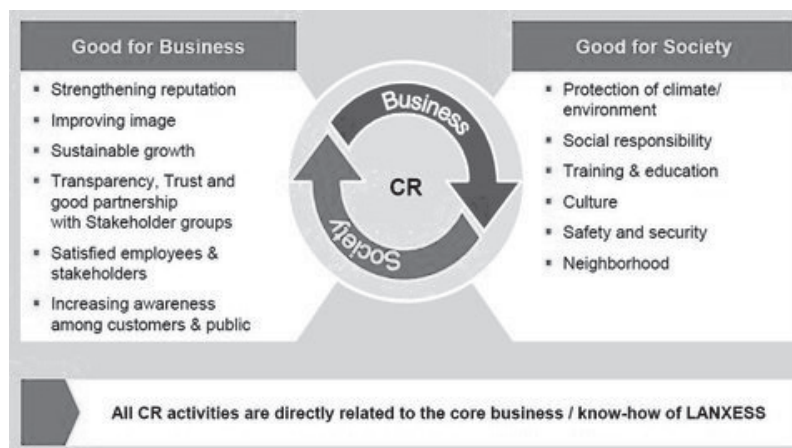 Good for Business
Strengthening reputation
Improving image
Sustainable growth
Transparency, Trust and
good partnership
with Stakeholder groups
Satisfied employees &
stakeholders
Increasing awareness
among customers & public
Business
CR
Society
Good for Society
Protection of climate/
environment
Social responsibility
Training & education
Culture
Safety and security
Neighborhood
All CR activities are directly related to the core business / know-how of LANXESS